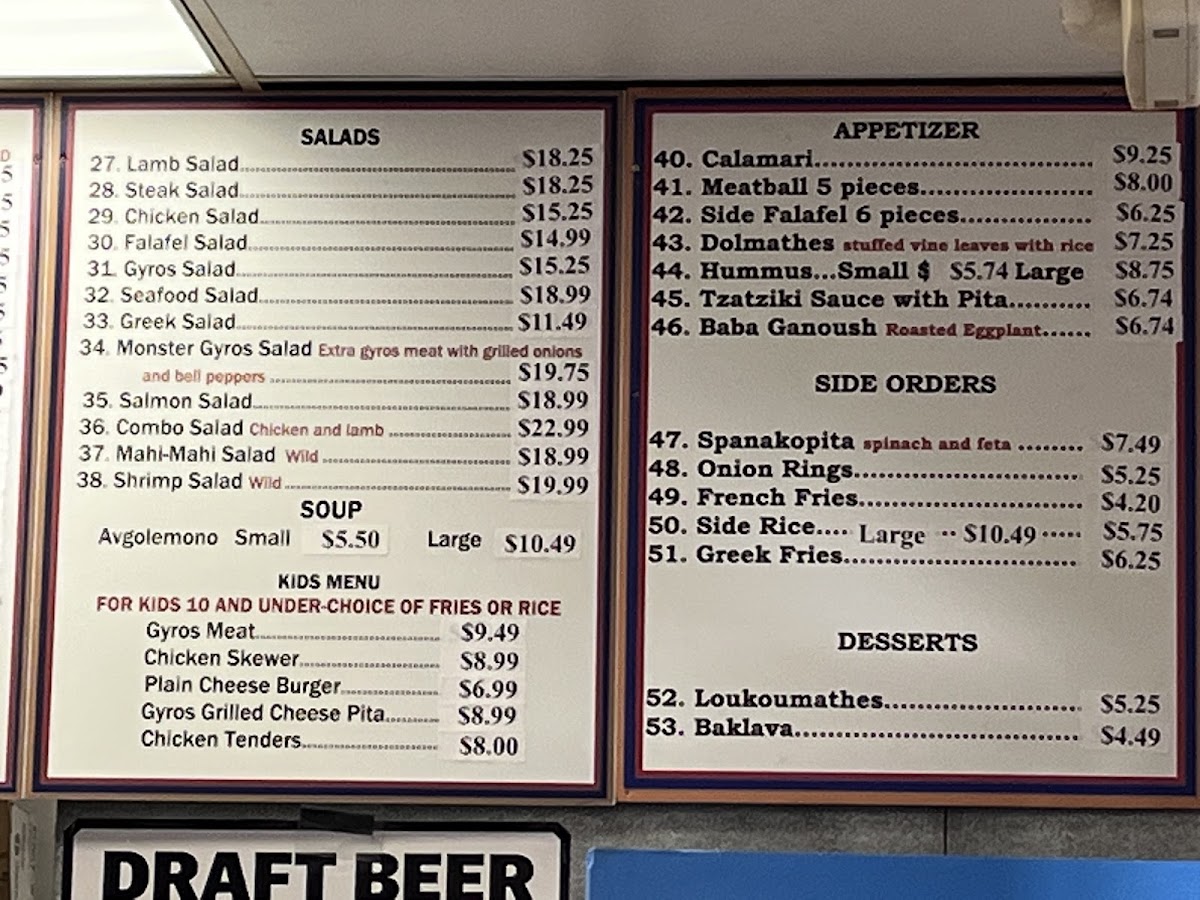 SALADS
27. Lamb Salad $18.25
28. Steak Salad $18.25
29. Chicken Salad $15.25
30. Falafel Salad $14.99
31. Gyros Salad $15.25
32. Seafood Salad $18.99
33. Greek Salad $11.49
34. Monster Gyros Salad Extra gyros meat with grilled onions
and bell peppers $19.75
35. Salmon Salad $18.99
36. Combo Salad Chicken and lamb $22.99
37. Mahi-Mahi Salad Wild $18.99
38. Shrimp Salad Wild $19.99
SOUP
Avgolemono Small $5.50 Large $10.49
KIDS MENU
FOR KIDS 10 AND UNDER-CHOICE OF FRIES OR RICE
Gyros Meat $9.49
Chicken Skewer $8.99
Plain Cheese Burger $6.99
Gyros Grilled Cheese Pita $8.99
Chicken Tenders $8.00
APPETIZER
40. Calamari $9.25
41. Meatball 5 pieces $8.00
42. Side Falafel 6 pieces $6.25
43. Dolmathes stuffed vine leaves with rice $7.25
44. Hummus...Small $ $5.74 Large $8.75
45. Tzatziki Sauce with Pita $6.74
46. Baba Ganoush Roasted Eggplant $6.74
SIDE ORDERS
47. Spanakopita spinach and feta $7.49
48. Onion Rings $5.25
49. French Fries $4.20
50. Side Rice.... Large $10.49 $5.75
51. Greek Fries $6.25
DESSERTS
52. Loukoumathes $5.25
53. Baklava $4.49
DRAFT BEER